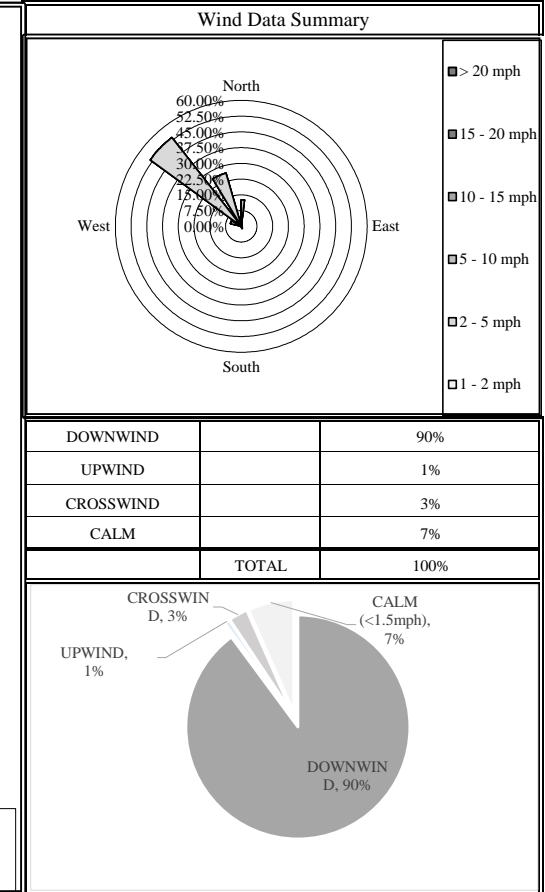 Wind Data Summary
North
60.00%
52.50%
45.00%
37.50%
30.00%
22.50%
15.00%
7.50%
0.00%
West
East
South
> 20 mph
15 - 20 mph
10 - 15 mph
5 - 10 mph
2 - 5 mph
1 - 2 mph
DOWNWIND 90%
UPWIND 1%
CROSSWIND 3%
CALM 7%
TOTAL 100%
CROSSWIN
D, 3%
CALM
(<1.5mph),
7%
UPWIND,
1%
DOWNWIN
D, 90%